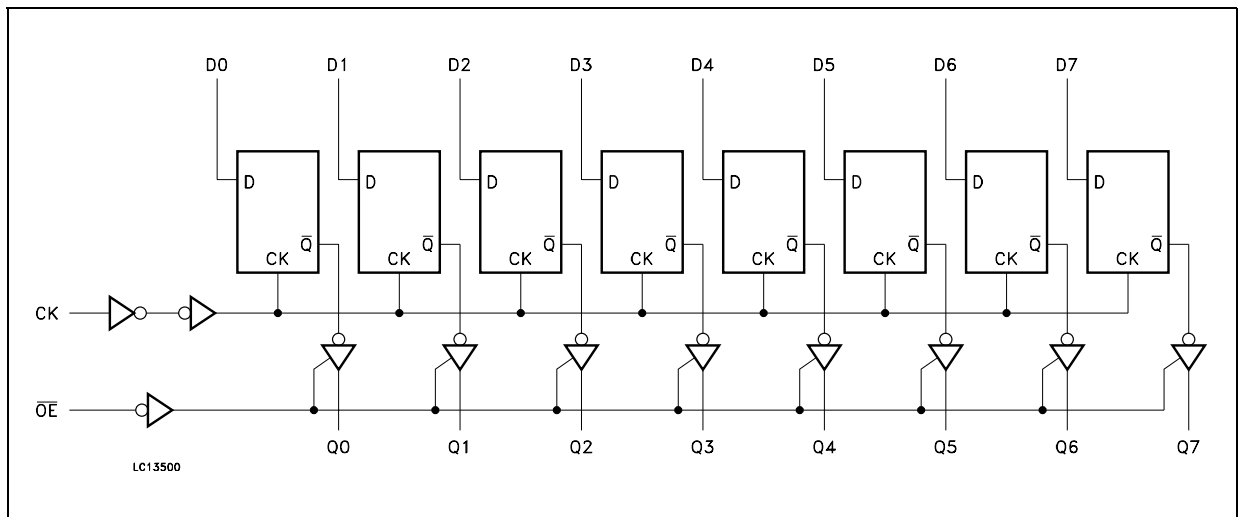 D0 D1 D2 D3 D4 D5 D6 D7
D D D D D D D D
Q̅ Q̅ Q̅ Q̅ Q̅ Q̅ Q̅ Q̅
CK CK CK CK CK CK CK CK
CK
O̅E̅
Q0 Q1 Q2 Q3 Q4 Q5 Q6 Q7
LC13500